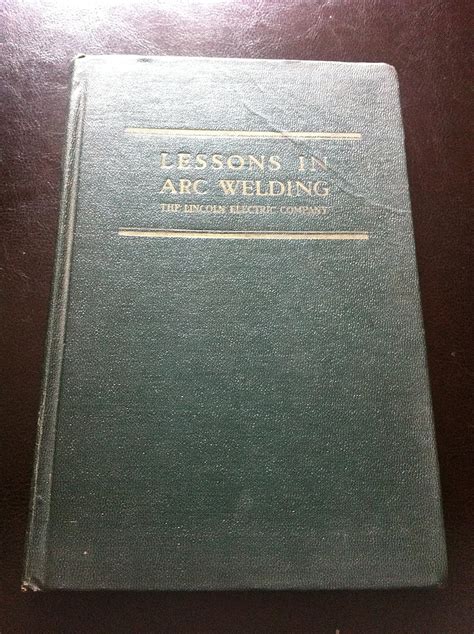 LESSONS IN
ARC WELDING
THE LINCOLN ELECTRIC COMPANY